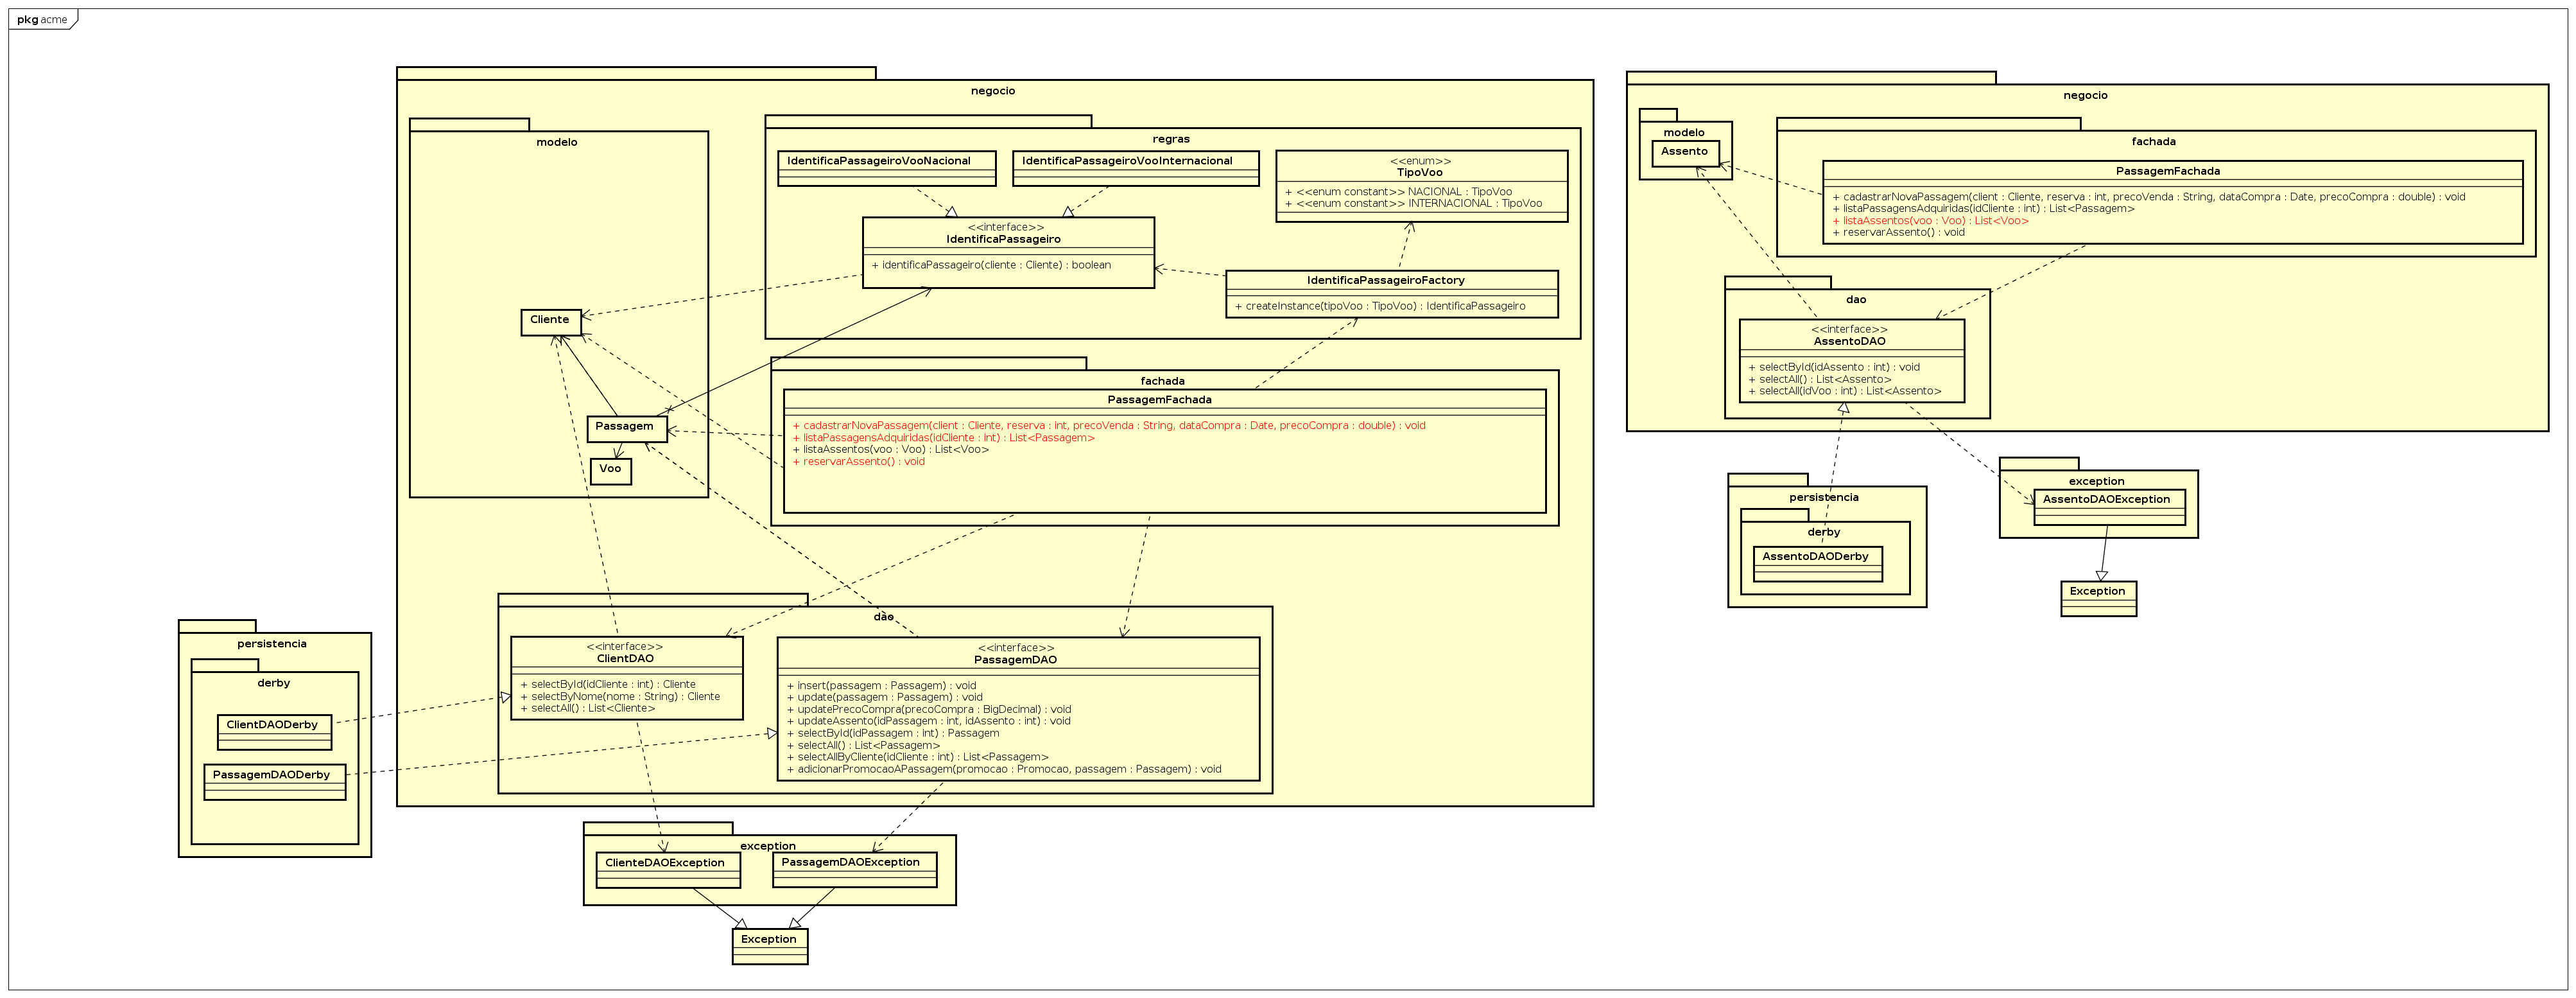 pkg acme
negocio
modelo
Cliente
Passagem
Voo
regras
IdentificaPassageiroVooNacional
IdentificaPassageiroVooInternacional
<<enum>>
TipoVoo
+ <<enum constant>> NACIONAL : TipoVoo
+ <<enum constant>> INTERNACIONAL : TipoVoo
<<interface>>
IdentificaPassageiro
+ identificaPassageiro(cliente : Cliente) : boolean
IdentificaPassageiroFactory
+ createInstance(tipoVoo : TipoVoo) : IdentificaPassageiro
fachada
PassagemFachada
+ cadastrarNovaPassagem(client : Cliente, reserva : int, precoVenda : String, dataCompra : Date, precoCompra : double) : void
+ listaPassagensAdquiridas(idCliente : int) : List<Passagem>
+ listaAssentos(voo : Voo) : List<Voo>
+ reservarAssento() : void
dao
<<interface>>
ClientDAO
+ selectById(idCliente : int) : Cliente
+ selectByNome(nome : String) : Cliente
+ selectAll() : List<Cliente>
<<interface>>
PassagemDAO
+ insert(passagem : Passagem) : void
+ update(passagem : Passagem) : void
+ updatePrecoCompra(precoCompra : BigDecimal) : void
+ updateAssento(idPassagem : int, idAssento : int) : void
+ selectById(idPassagem : int) : Passagem
+ selectAll() : List<Passagem>
+ selectAllByCliente(idCliente : int) : List<Passagem>
+ adicionarPromocaoAPassagem(promocao : Promocao, passagem : Passagem) : void
persistencia
derby
ClientDAODerby
PassagemDAODerby
exception
ClienteDAOException
PassagemDAOException
Exception
negocio
modelo
Assento
fachada
PassagemFachada
+ cadastrarNovaPassagem(client : Cliente, reserva : int, precoVenda : String, dataCompra : Date, precoCompra : double) : void
+ listaPassagensAdquiridas(idCliente : int) : List<Passagem>
+ listaAssentos(voo : Voo) : List<Voo>
+ reservarAssento() : void
dao
<<interface>>
AssentoDAO
+ selectById(idAssento : int) : void
+ selectAll() : List<Assento>
+ selectAll(idVoo : int) : List<Assento>
persistencia
derby
AssentoDAODerby
exception
AssentoDAOException
Exception